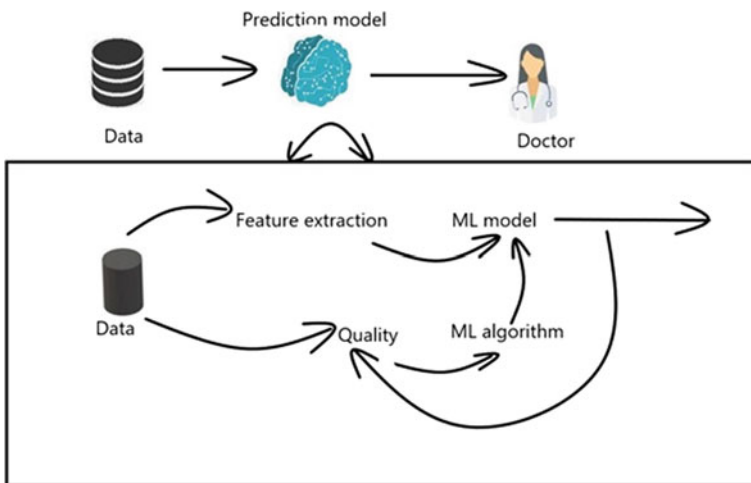 Prediction model
Data
Doctor
Feature extraction
ML model
Data
Quality
ML algorithm